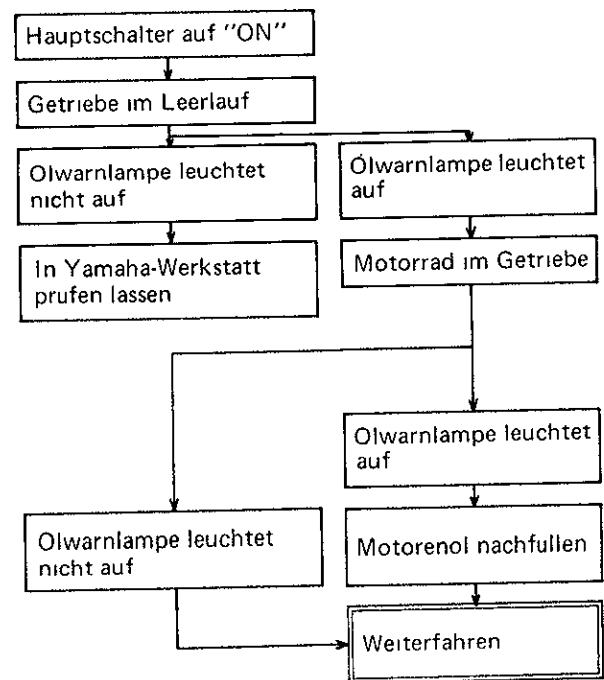 Hauptschalter auf "ON"
Getriebe im Leerlauf
Olwarnlampe leuchtet
nicht auf
Ölwarnlampe leuchtet
auf
In Yamaha-Werkstatt
prufen lassen
Motorrad im Getriebe
Olwarnlampe leuchtet
auf
Olwarnlampe leuchtet
nicht auf
Motorenol nachfullen
Weiterfahren